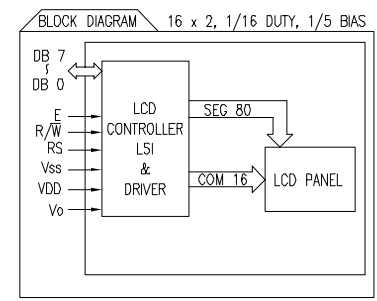 BLOCK DIAGRAM 16 x 2, 1/16 DUTY, 1/5 BIAS
DB 7
∫
DB 0
E
R/W̅
RS
Vss
VDD
Vo
LCD
CONTROLLER
LSI
&
DRIVER
SEG 80
COM 16
LCD PANEL